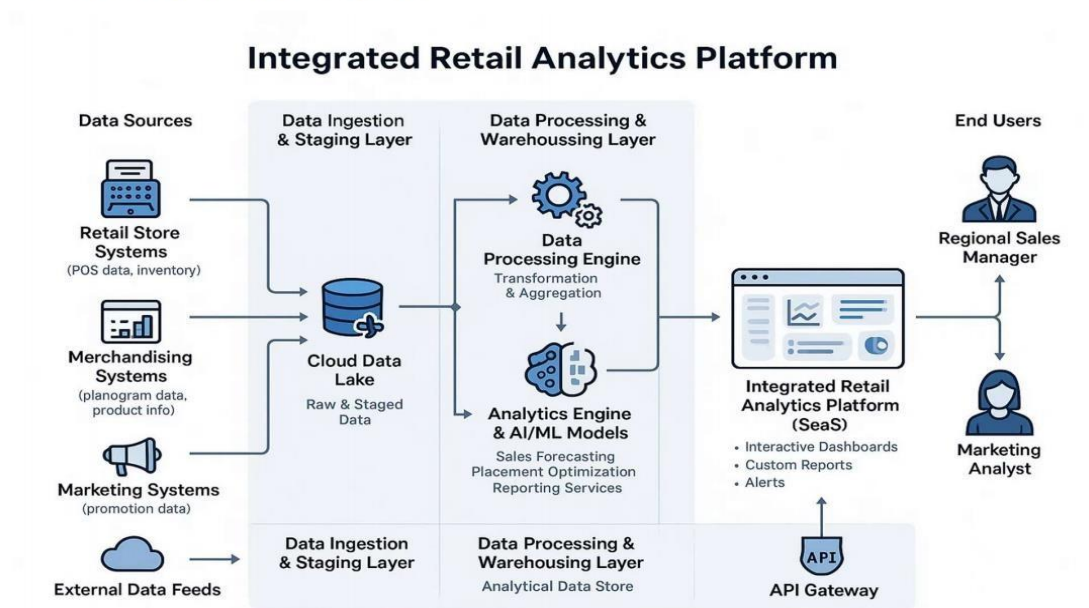 Integrated Retail Analytics Platform
Data Sources
Retail Store
Systems
(POS data, inventory)
Merchandising
Systems
(planogram data,
product info)
Marketing Systems
(promotion data)
External Data Feeds
Data Ingestion
& Staging Layer
Cloud Data
Lake
Raw & Staged
Data
Data Ingestion
& Staging Layer
Data Processing &
Warehoussing Layer
Data
Processing Engine
Transformation
& Aggregation
Analytics Engine
& AI/ML Models
Sales Forecasting
Placement Optimization
Reporting Services
Data Processing &
Warehousing Layer
Analytical Data Store
Integrated Retail
Analytics Platform
(SeaS)
• Interactive Dashboards
• Custom Reports
• Alerts
API
API Gateway
End Users
Regional Sales
Manager
Marketing
Analyst